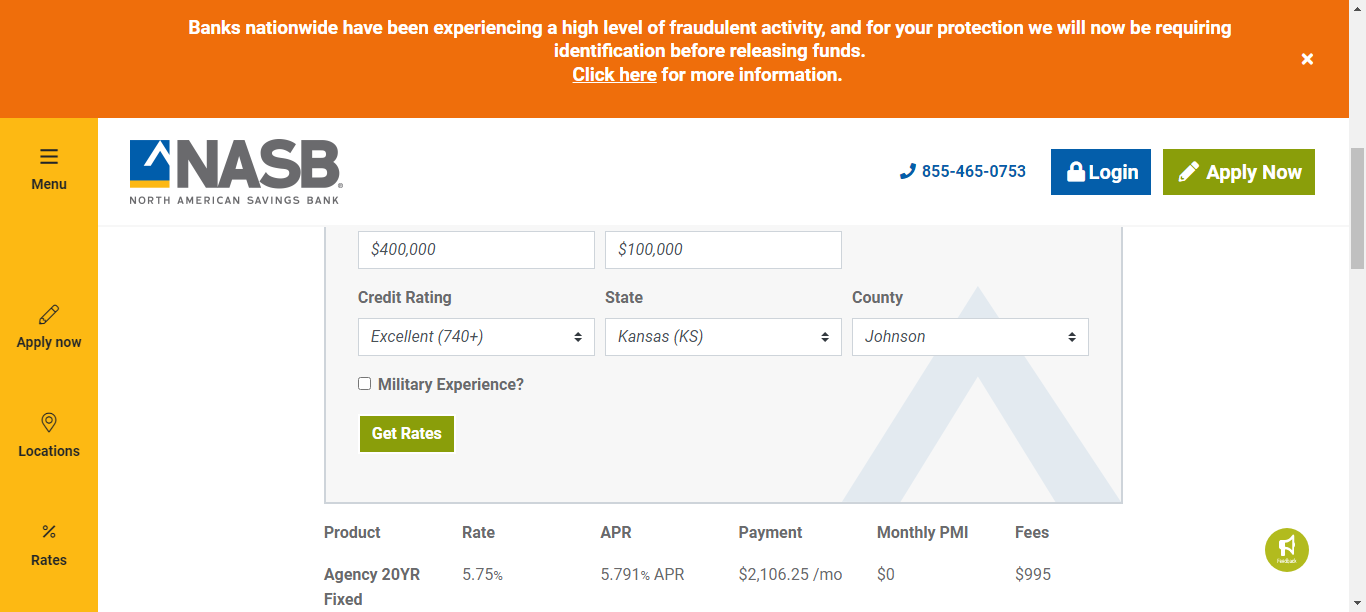 Banks nationwide have been experiencing a high level of fraudulent activity, and for your protection we will now be requiring
identification before releasing funds.
Click here for more information.
Menu
NASB
NORTH AMERICAN SAVINGS BANK
855-465-0753
Login
Apply Now
$400,000
$100,000
Credit Rating
State
County
Excellent (740+)
Kansas (KS)
Johnson
Military Experience?
Get Rates
Apply now
Locations
Rates
Product
Rate
APR
Payment
Monthly PMI
Fees
Agency 20YR
Fixed
5.75%
5.791% APR
$2,106.25 /mo
$0
$995
Feedback